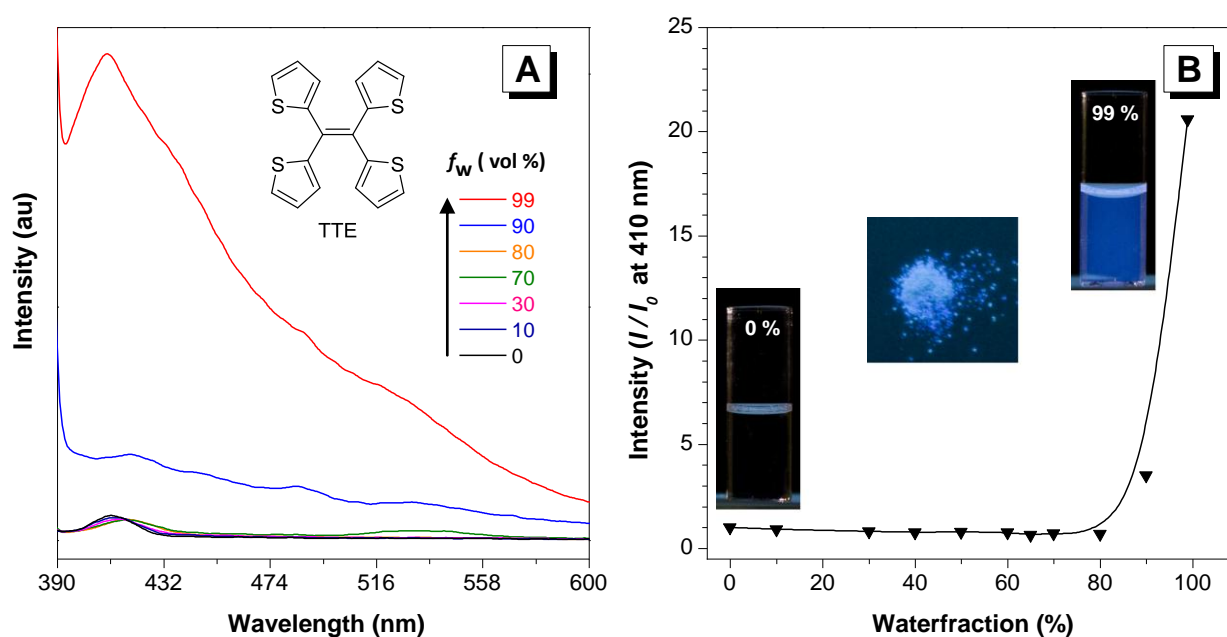 A
S
S
S
S
TTE
f w ( vol %)
99
90
80
70
30
10
0
Intensity (au)
390 432 474 516 558 600
Wavelength (nm)
B
25
20
15
10
5
0
Intensity (I / I0 at 410 nm)
99 %
0 %
0 20 40 60 80 100
Waterfraction (%)